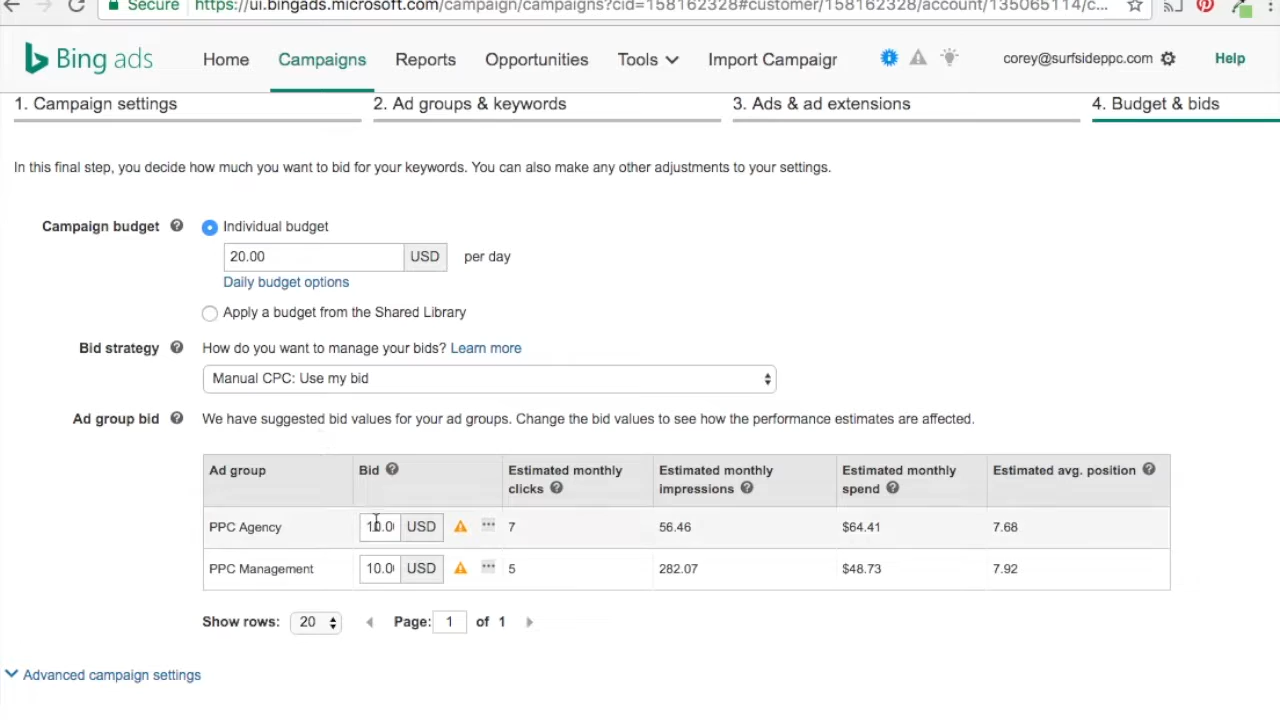 Secure https://ui.bingads.microsoft.com/campaign/campaigns?cid=158162328#customer/158162328/account/135065114/c...
Bing ads Home Campaigns Reports Opportunities Tools Import Campaign corey@surfsideppc.com Help
1. Campaign settings 2. Ad groups & keywords 3. Ads & ad extensions 4. Budget & bids
In this final step, you decide how much you want to bid for your keywords. You can also make any other adjustments to your settings.
Campaign budget Individual budget
20.00 USD per day
Daily budget options
Apply a budget from the Shared Library
Bid strategy How do you want to manage your bids? Learn more
Manual CPC: Use my bid
Ad group bid We have suggested bid values for your ad groups. Change the bid values to see how the performance estimates are affected.
Ad group Bid Estimated monthly clicks Estimated monthly impressions Estimated monthly spend Estimated avg. position
PPC Agency 10.00 USD ... 7 56.46 $64.41 7.68
PPC Management 10.00 USD ... 5 282.07 $48.73 7.92
Show rows: 20 Page: 1 of 1
Advanced campaign settings